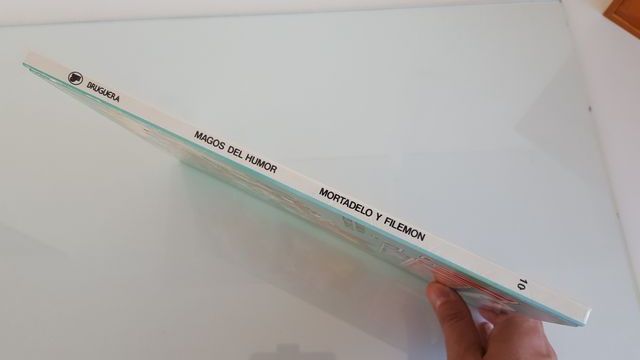 BRUGUERA
MAGOS DEL HUMOR
MORTADELO Y FILEMON
10